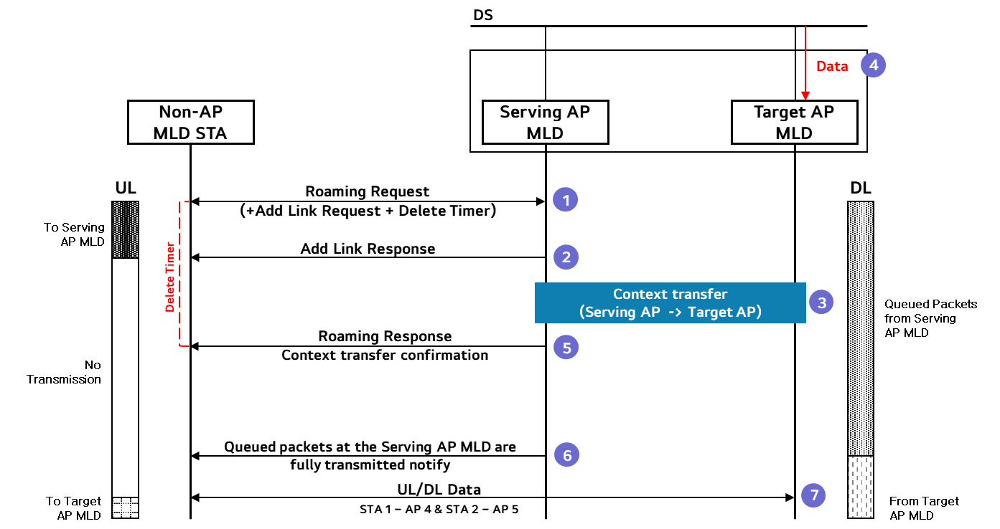 DS
Data
4
Non-AP
MLD STA
Serving AP
MLD
Target AP
MLD
UL
DL
Roaming Request
(+Add Link Request + Delete Timer)
1
To Serving
AP MLD
Add Link Response
2
Delete Timer
Context transfer
(Serving AP -> Target AP)
3
Queued Packets
from Serving
AP MLD
Roaming Response
Context transfer confirmation
5
No
Transmission
Queued packets at the Serving AP MLD are
fully transmitted notify
6
UL/DL Data
STA 1 – AP 4 & STA 2 – AP 5
7
To Target
AP MLD
From Target
AP MLD